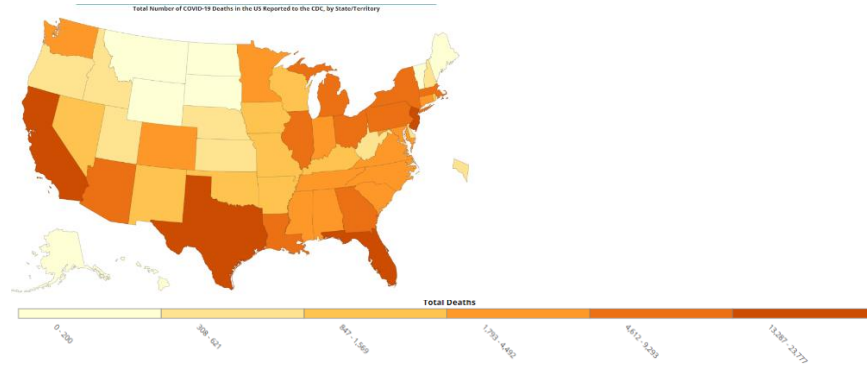 Total Number of COVID-19 Deaths in the US Reported to the CDC, by State/Territory
Total Deaths
0 - 200
308 - 621
847 - 1,569
1,793 - 4,492
4,612 - 9,293
13,287 - 23,777